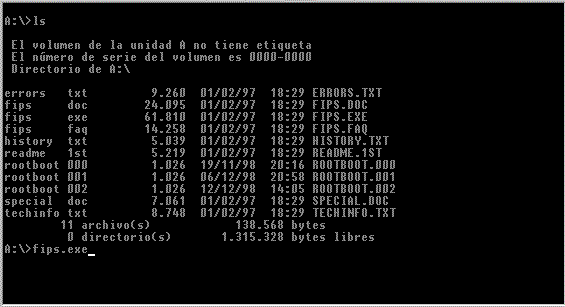 A:\>ls
El volumen de la unidad A no tiene etiqueta
El número de serie del volumen es 0000-0000
Directorio de A:\
errors txt 9.260 01/02/97 18:29 ERRORS.TXT
fips doc 24.095 01/02/97 18:29 FIPS.DOC
fips exe 61.810 01/02/97 18:29 FIPS.EXE
fips faq 14.258 01/02/97 18:29 FIPS.FAQ
history txt 5.039 01/02/97 18:29 HISTORY.TXT
readme 1st 5.219 01/02/97 18:29 README.1ST
rootboot 000 1.026 19/11/98 20:16 ROOTBOOT.000
rootboot 001 1.026 06/12/98 20:58 ROOTBOOT.001
rootboot 002 1.026 12/12/98 14:05 ROOTBOOT.002
special doc 7.061 01/02/97 18:29 SPECIAL.DOC
techinfo txt 8.748 01/02/97 18:29 TECHINFO.TXT
11 archivo(s) 138.568 bytes
0 directorio(s) 1.315.328 bytes libres
A:\>fips.exe_